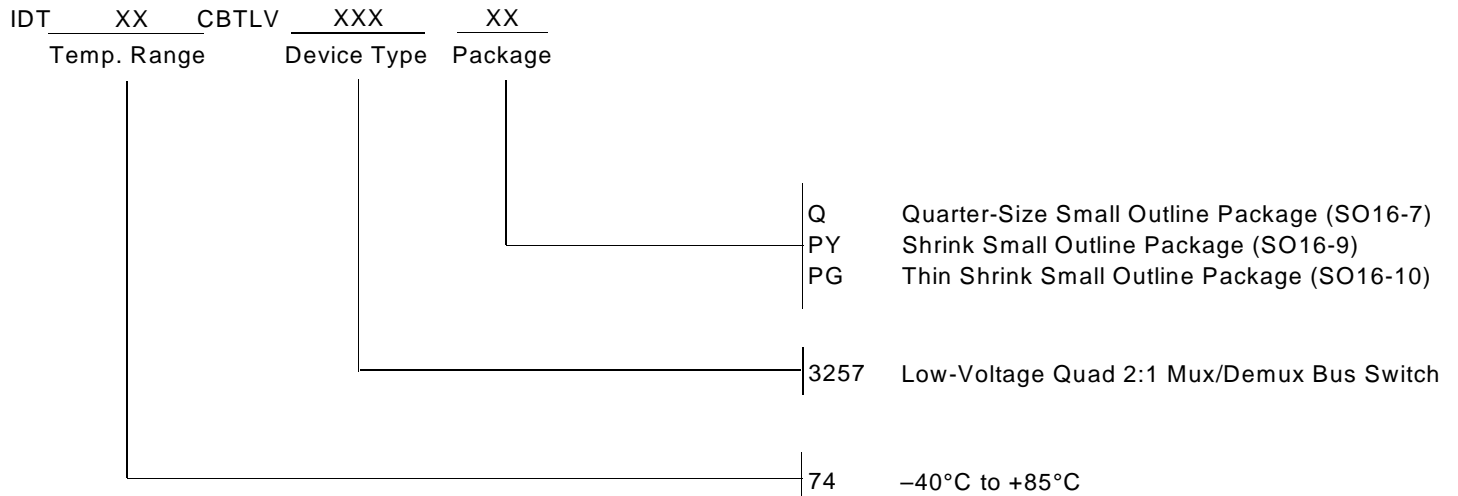 IDT XX CBTLV XXX XX
Temp. Range Device Type Package
Q Quarter-Size Small Outline Package (SO16-7)
PY Shrink Small Outline Package (SO16-9)
PG Thin Shrink Small Outline Package (SO16-10)
3257 Low-Voltage Quad 2:1 Mux/Demux Bus Switch
74 –40°C to +85°C